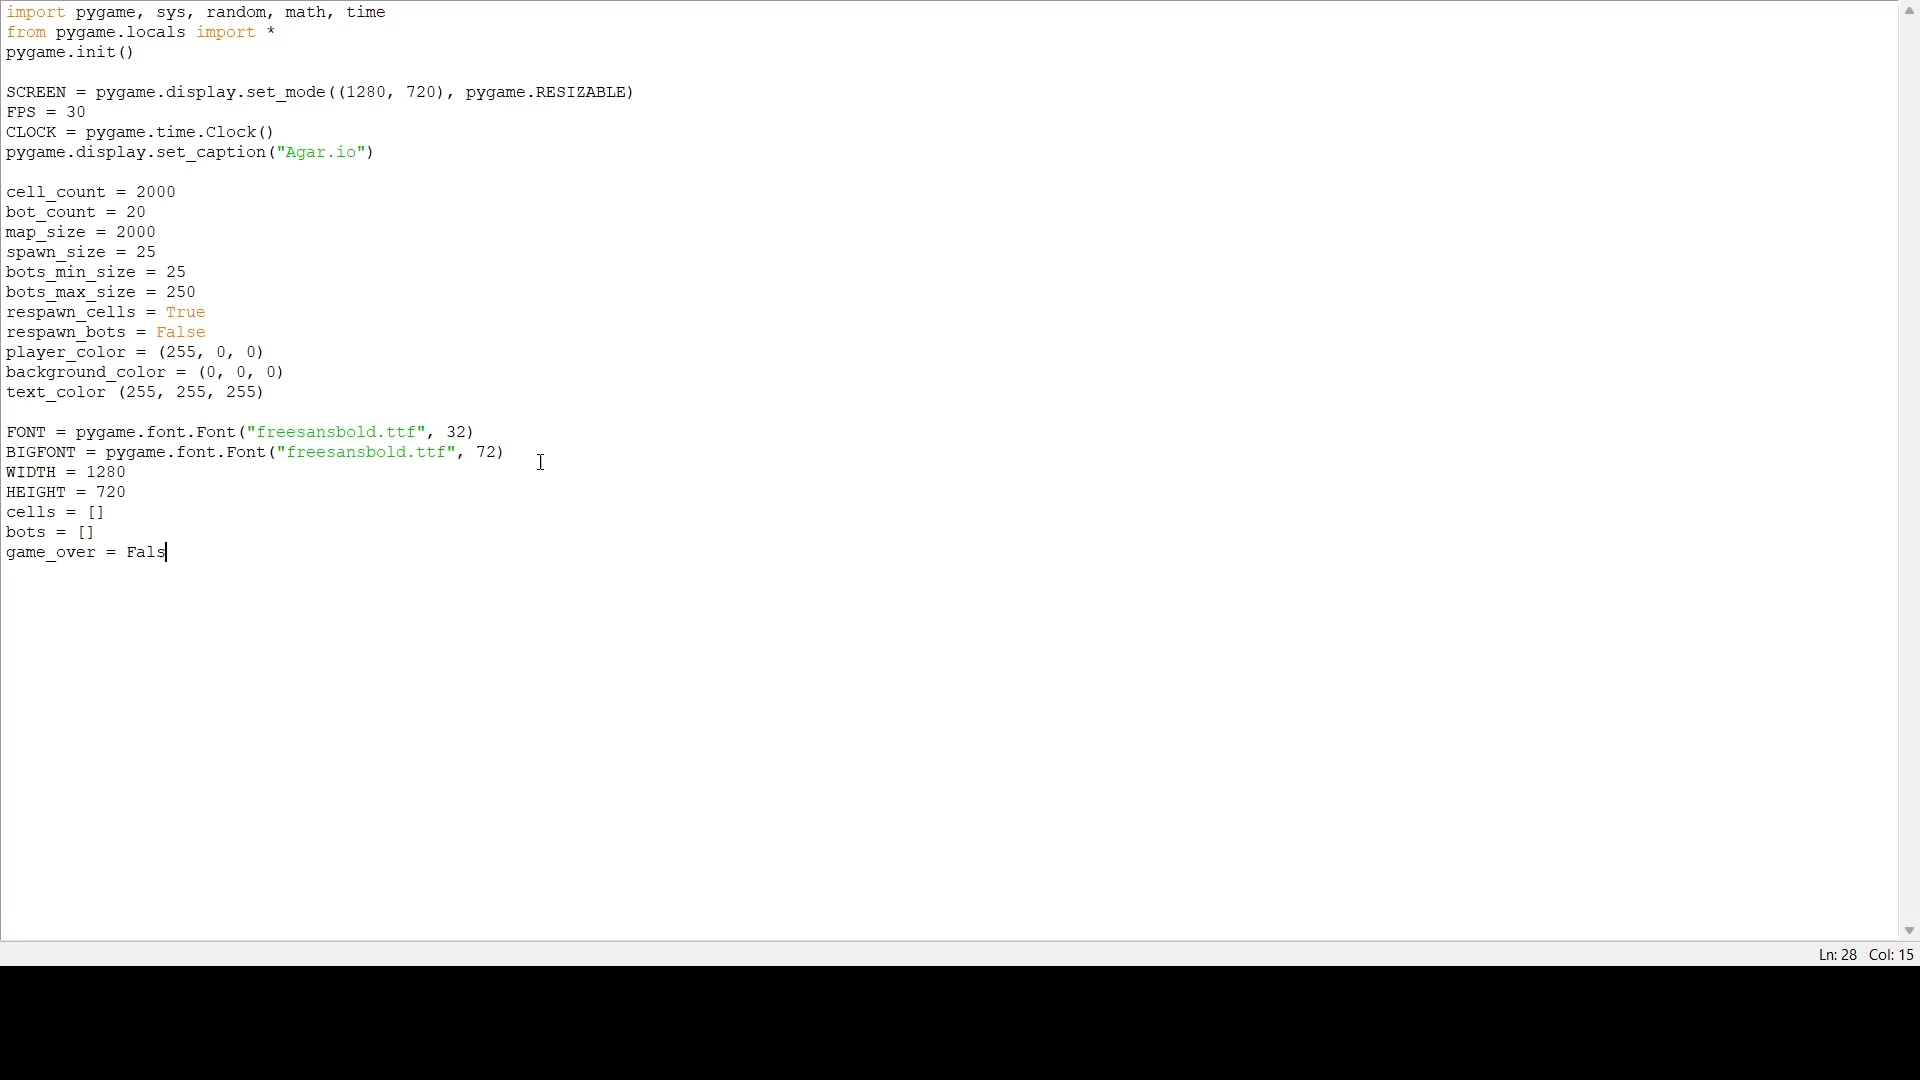 import pygame, sys, random, math, time
from pygame.locals import *
pygame.init()
SCREEN = pygame.display.set_mode((1280, 720), pygame.RESIZABLE)
FPS = 30
CLOCK = pygame.time.Clock()
pygame.display.set_caption("Agar.io")
cell_count = 2000
bot_count = 20
map_size = 2000
spawn_size = 25
bots_min_size = 25
bots_max_size = 250
respawn_cells = True
respawn_bots = False
player_color = (255, 0, 0)
background_color = (0, 0, 0)
text_color (255, 255, 255)
FONT = pygame.font.Font("freesansbold.ttf", 32)
BIGFONT = pygame.font.Font("freesansbold.ttf", 72)
WIDTH = 1280
HEIGHT = 720
cells = []
bots = []
game_over = Fals
Ln: 28 Col: 15